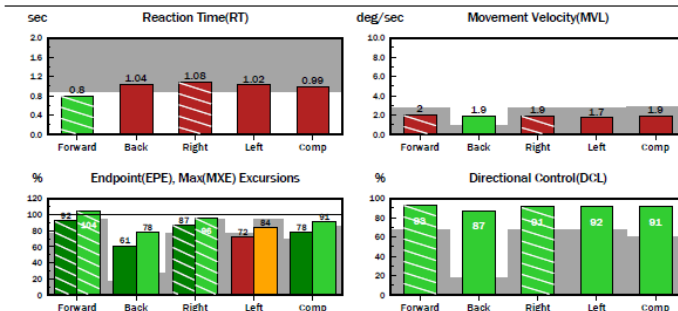 sec Reaction Time(RT)
2.0
1.6
1.2
0.8
0.4
0.0
0.8 1.04 1.08 1.02 0.99
Forward Back Right Left Comp
deg/sec Movement Velocity(MVL)
10.0
8.0
6.0
4.0
2.0
0.0
2 1.9 1.9 1.7 1.9
Forward Back Right Left Comp
% Endpoint(EPE), Max(MXE) Excursions
120
100
80
60
40
20
0
92 104 61 78 87 96 72 84 78 91
Forward Back Right Left Comp
% Directional Control(DCL)
100
80
60
40
20
0
93 87 91 92 91
Forward Back Right Left Comp